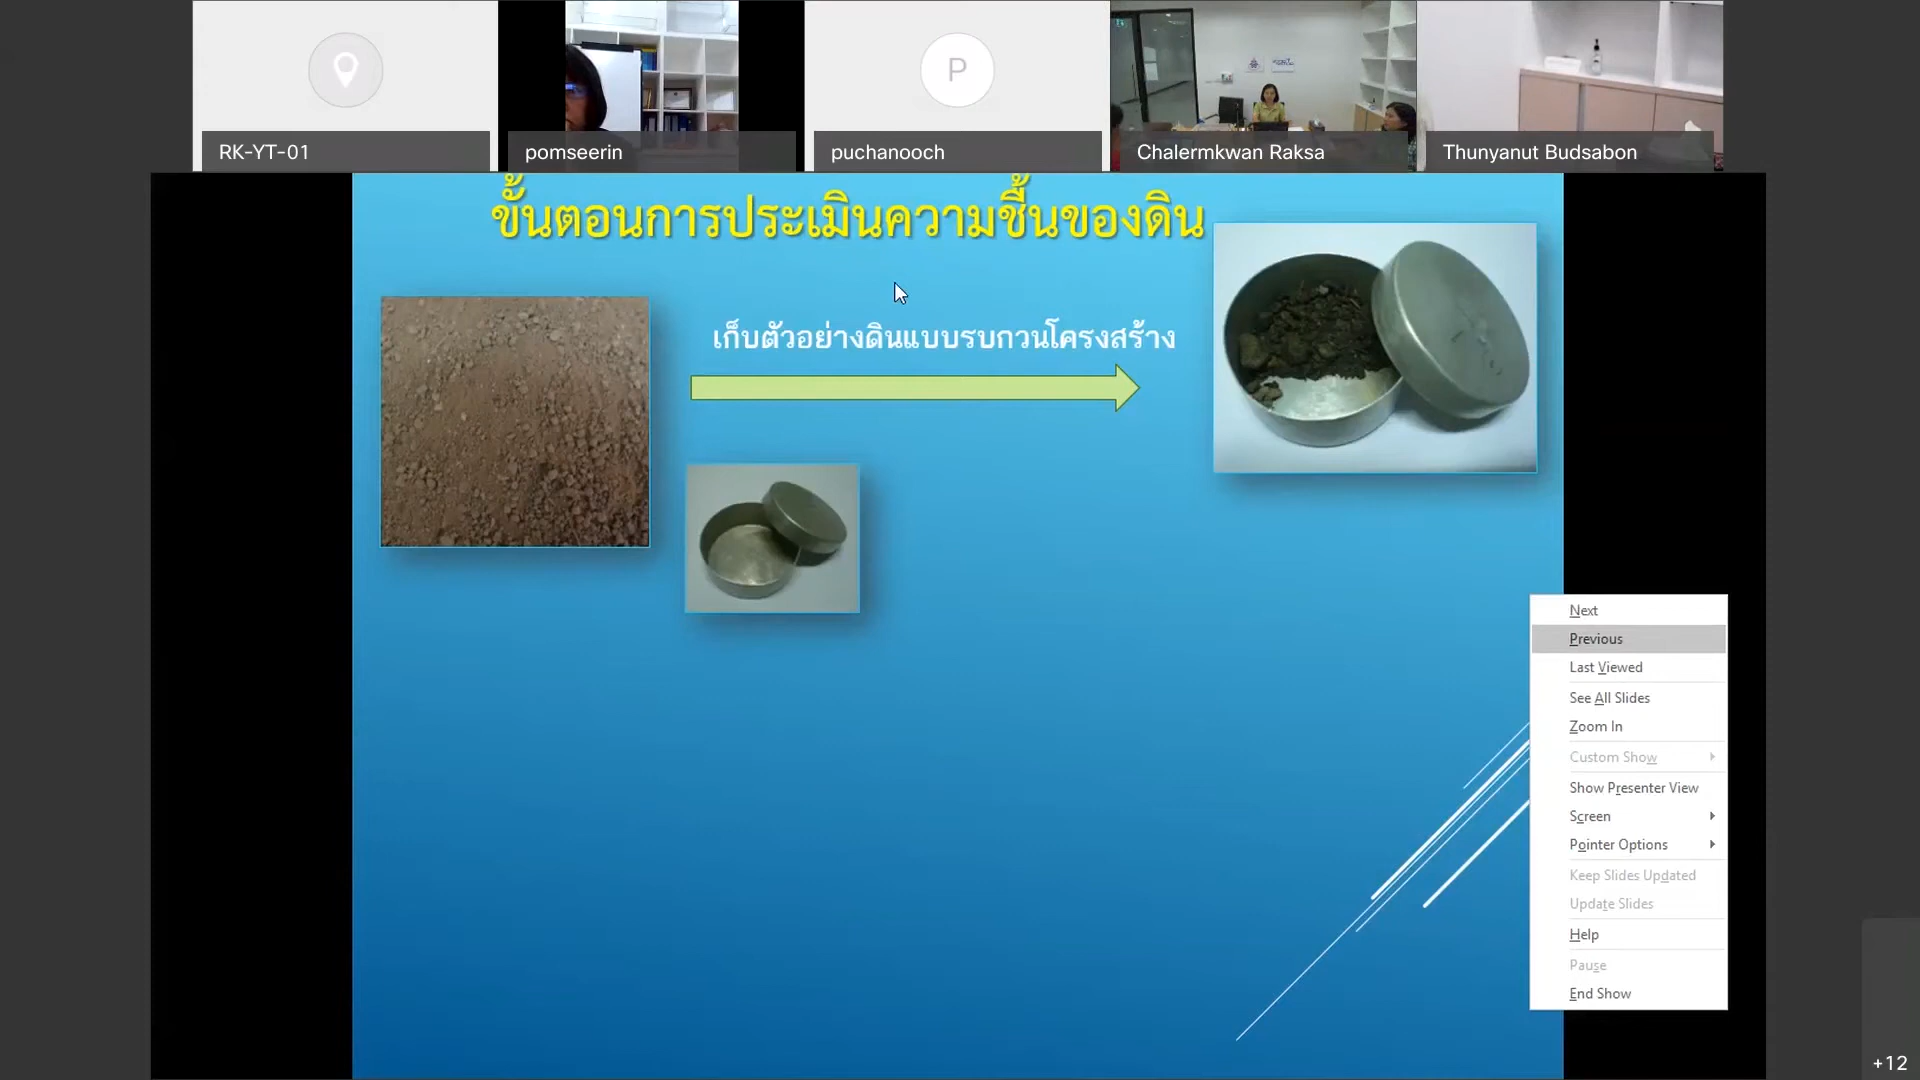 RK-YT-01
pomseerin
P
puchanooch
Chalermkwan Raksa
Thunyanut Budsabon
ขั้นตอนการประเมินความชื้นของดิน
เก็บตัวอย่างดินแบบรบกวนโครงสร้าง
Next
Previous
Last Viewed
See All Slides
Zoom In
Custom Show
Show Presenter View
Screen
Pointer Options
Keep Slides Updated
Update Slides
Help
Pause
End Show
+12